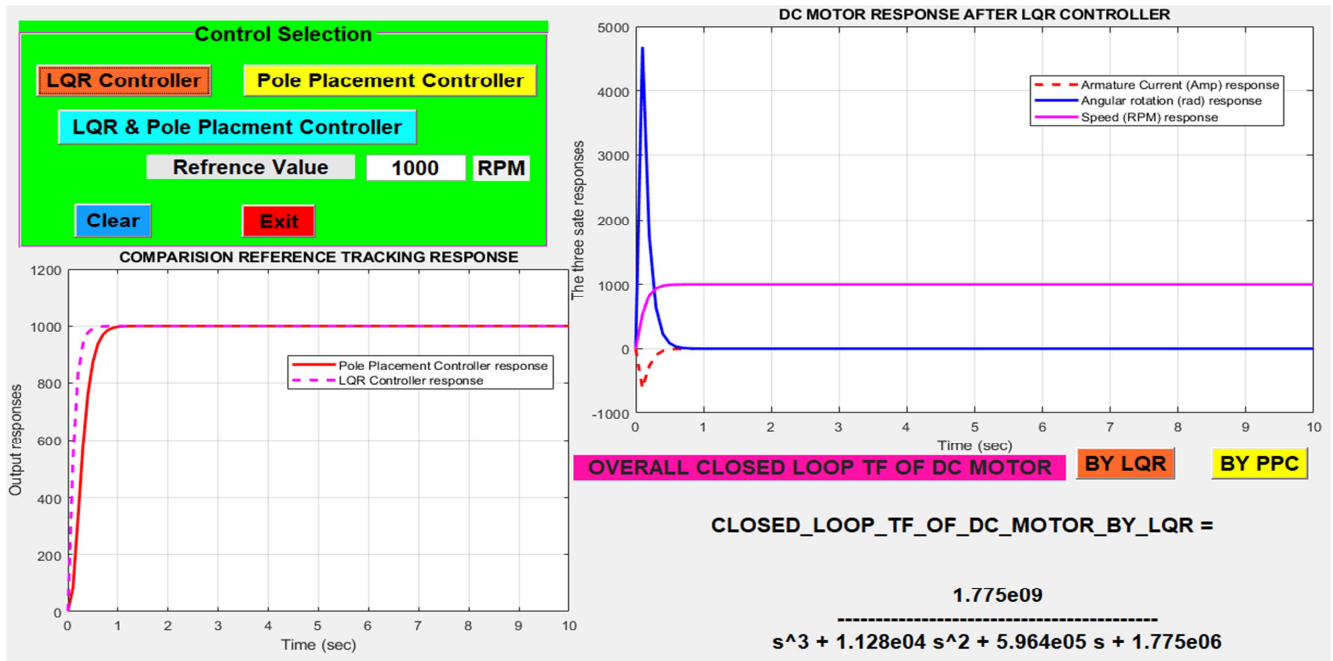 Control Selection
LQR Controller
Pole Placement Controller
LQR & Pole Placment Controller
Refrence Value
1000
RPM
Clear
Exit
COMPARISION REFERENCE TRACKING RESPONSE
1200
1000
800
600
400
200
0
Output responses
Pole Placement Controller response
LQR Controller response
0 1 2 3 4 5 6 7 8 9 10
Time (sec)
DC MOTOR RESPONSE AFTER LQR CONTROLLER
5000
4000
3000
2000
1000
0
-1000
The three sate responses
Armature Current (Amp) response
Angular rotation (rad) response
Speed (RPM) response
0 1 2 3 4 5 6 7 8 9 10
Time (sec)
OVERALL CLOSED LOOP TF OF DC MOTOR
BY LQR
BY PPC
CLOSED_LOOP_TF_OF_DC_MOTOR_BY_LQR =
1.775e09
-------------------------------------------
s^3 + 1.128e04 s^2 + 5.964e05 s + 1.775e06